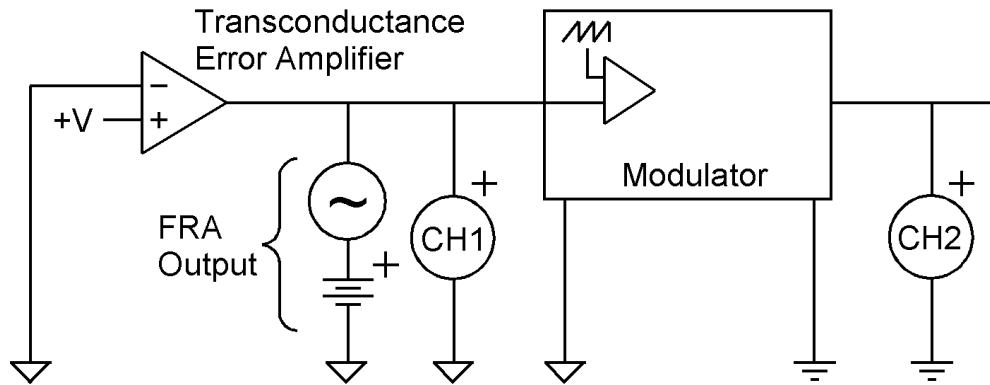 Transconductance
Error Amplifier
−
+V
+
+
Modulator
+
FRA
Output
~
CH1
CH2
+